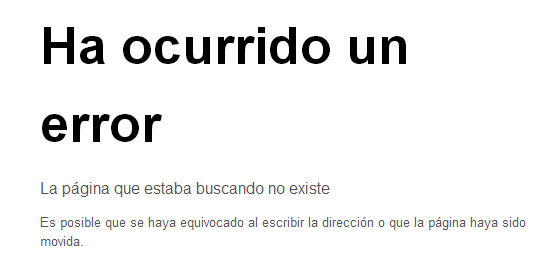 Ha ocurrido un
error
La página que estaba buscando no existe
Es posible que se haya equivocado al escribir la dirección o que la página haya sido
movida.